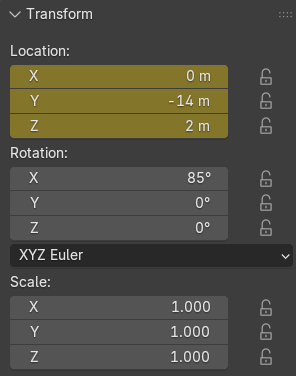 Transform
Location:
X 0 m
Y -14 m
Z 2 m
Rotation:
X 85°
Y 0°
Z 0°
XYZ Euler
Scale:
X 1.000
Y 1.000
Z 1.000